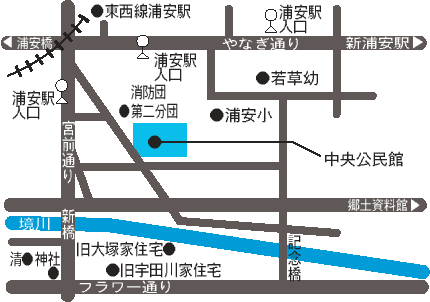 東西線浦安駅
浦安駅
入口
浦安橋
やなぎ通り
新浦安駅
浦安駅
入口
若草幼
浦安駅
入口
消防団
第二分団
浦安小
宮前通り
中央公民館
郷土資料館
新橋
境川
記念橋
旧大塚家住宅
清●神社
旧宇田川家住宅
フラワー通り